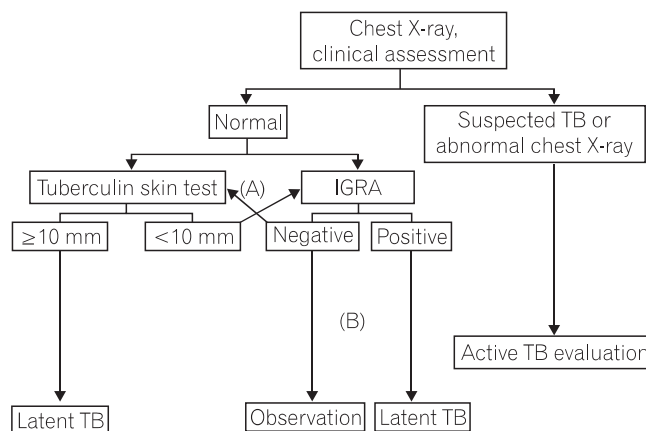 Chest X-ray,
clinical assessment
Normal
Suspected TB or
abnormal chest X-ray
Tuberculin skin test
(A)
IGRA
≥10 mm
<10 mm
Negative
Positive
(B)
Active TB evaluation
Latent TB
Observation
Latent TB